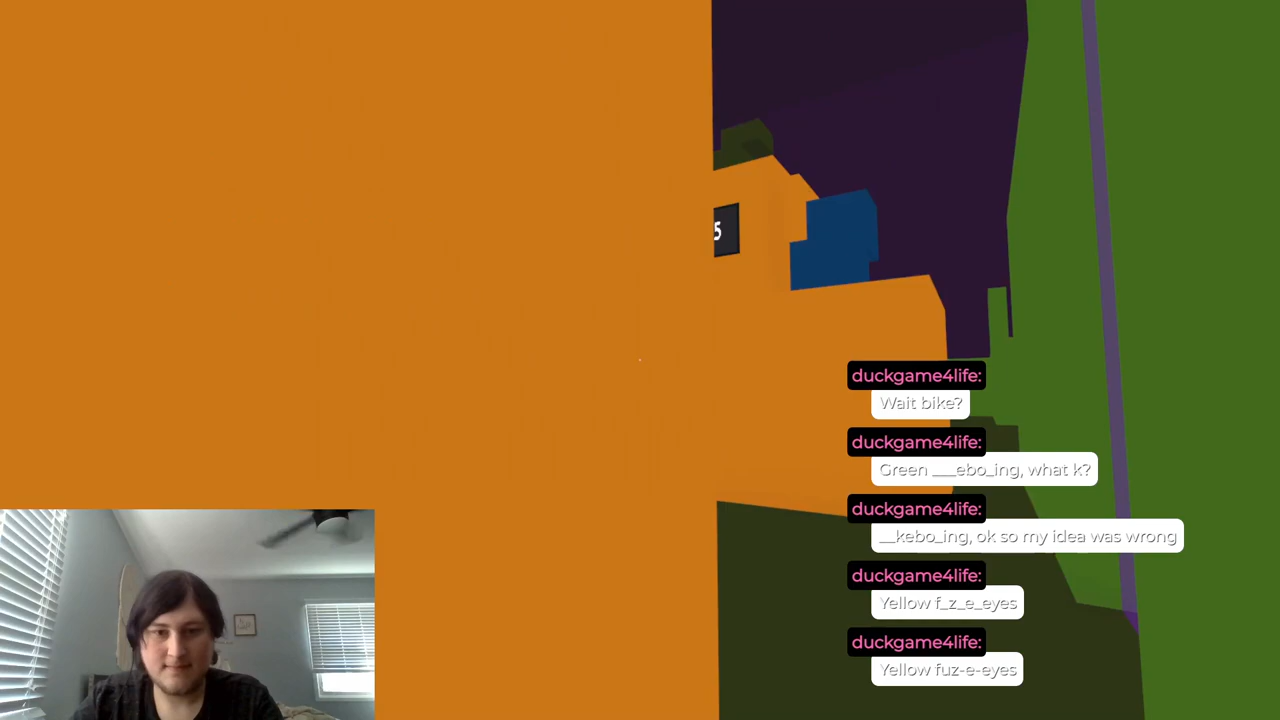 5
duckgame4life:
Wait bike?
duckgame4life:
Green ___ebo_ing, what k?
duckgame4life:
__kebo_ing, ok so my idea was wrong
duckgame4life:
Yellow f_z_e_eyes
duckgame4life:
Yellow fuz-e-eyes